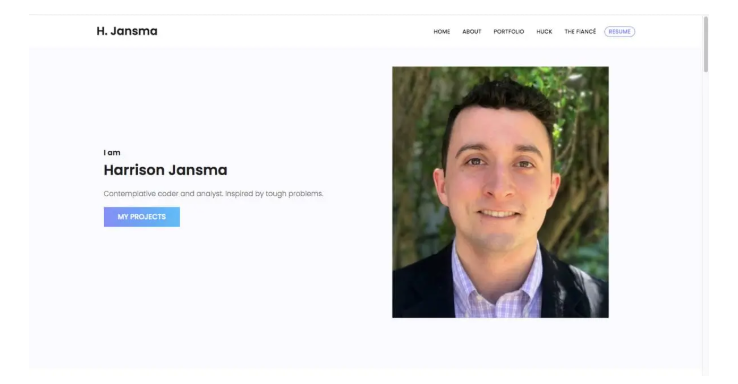 H. Jansma
HOME ABOUT PORTFOLIO HUCK THE FIANCÉ RESUME
I am
Harrison Jansma
Contemplative coder and analyst. Inspired by tough problems.
MY PROJECTS